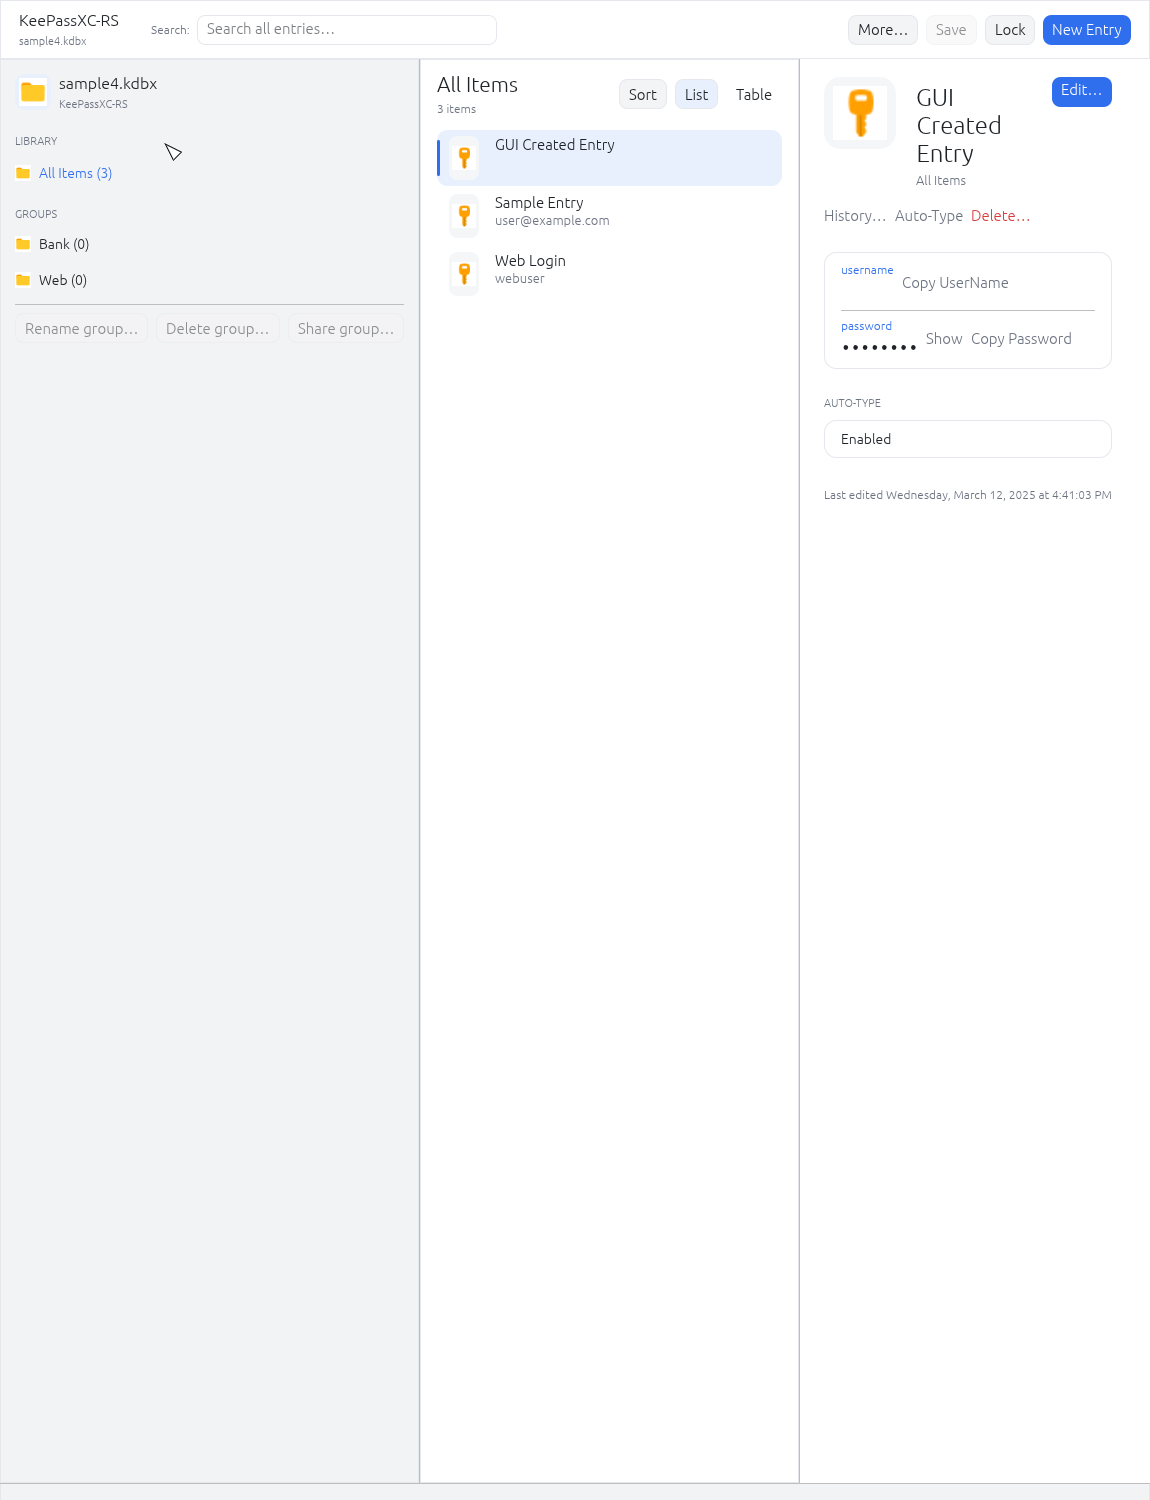 KeePassXC-RS
sample4.kdbx
Search:
Search all entries…
More…
Save
Lock
New Entry
sample4.kdbx
KeePassXC-RS
LIBRARY
All Items (3)
GROUPS
Bank (0)
Web (0)
Rename group…
Delete group…
Share group…
All Items
3 items
Sort
List
Table
GUI Created Entry
Sample Entry
user@example.com
Web Login
webuser
GUI
Created
Entry
All Items
Edit…
History…
Auto-Type
Delete…
username
Copy UserName
password
••••••••
Show
Copy Password
AUTO-TYPE
Enabled
Last edited Wednesday, March 12, 2025 at 4:41:03 PM